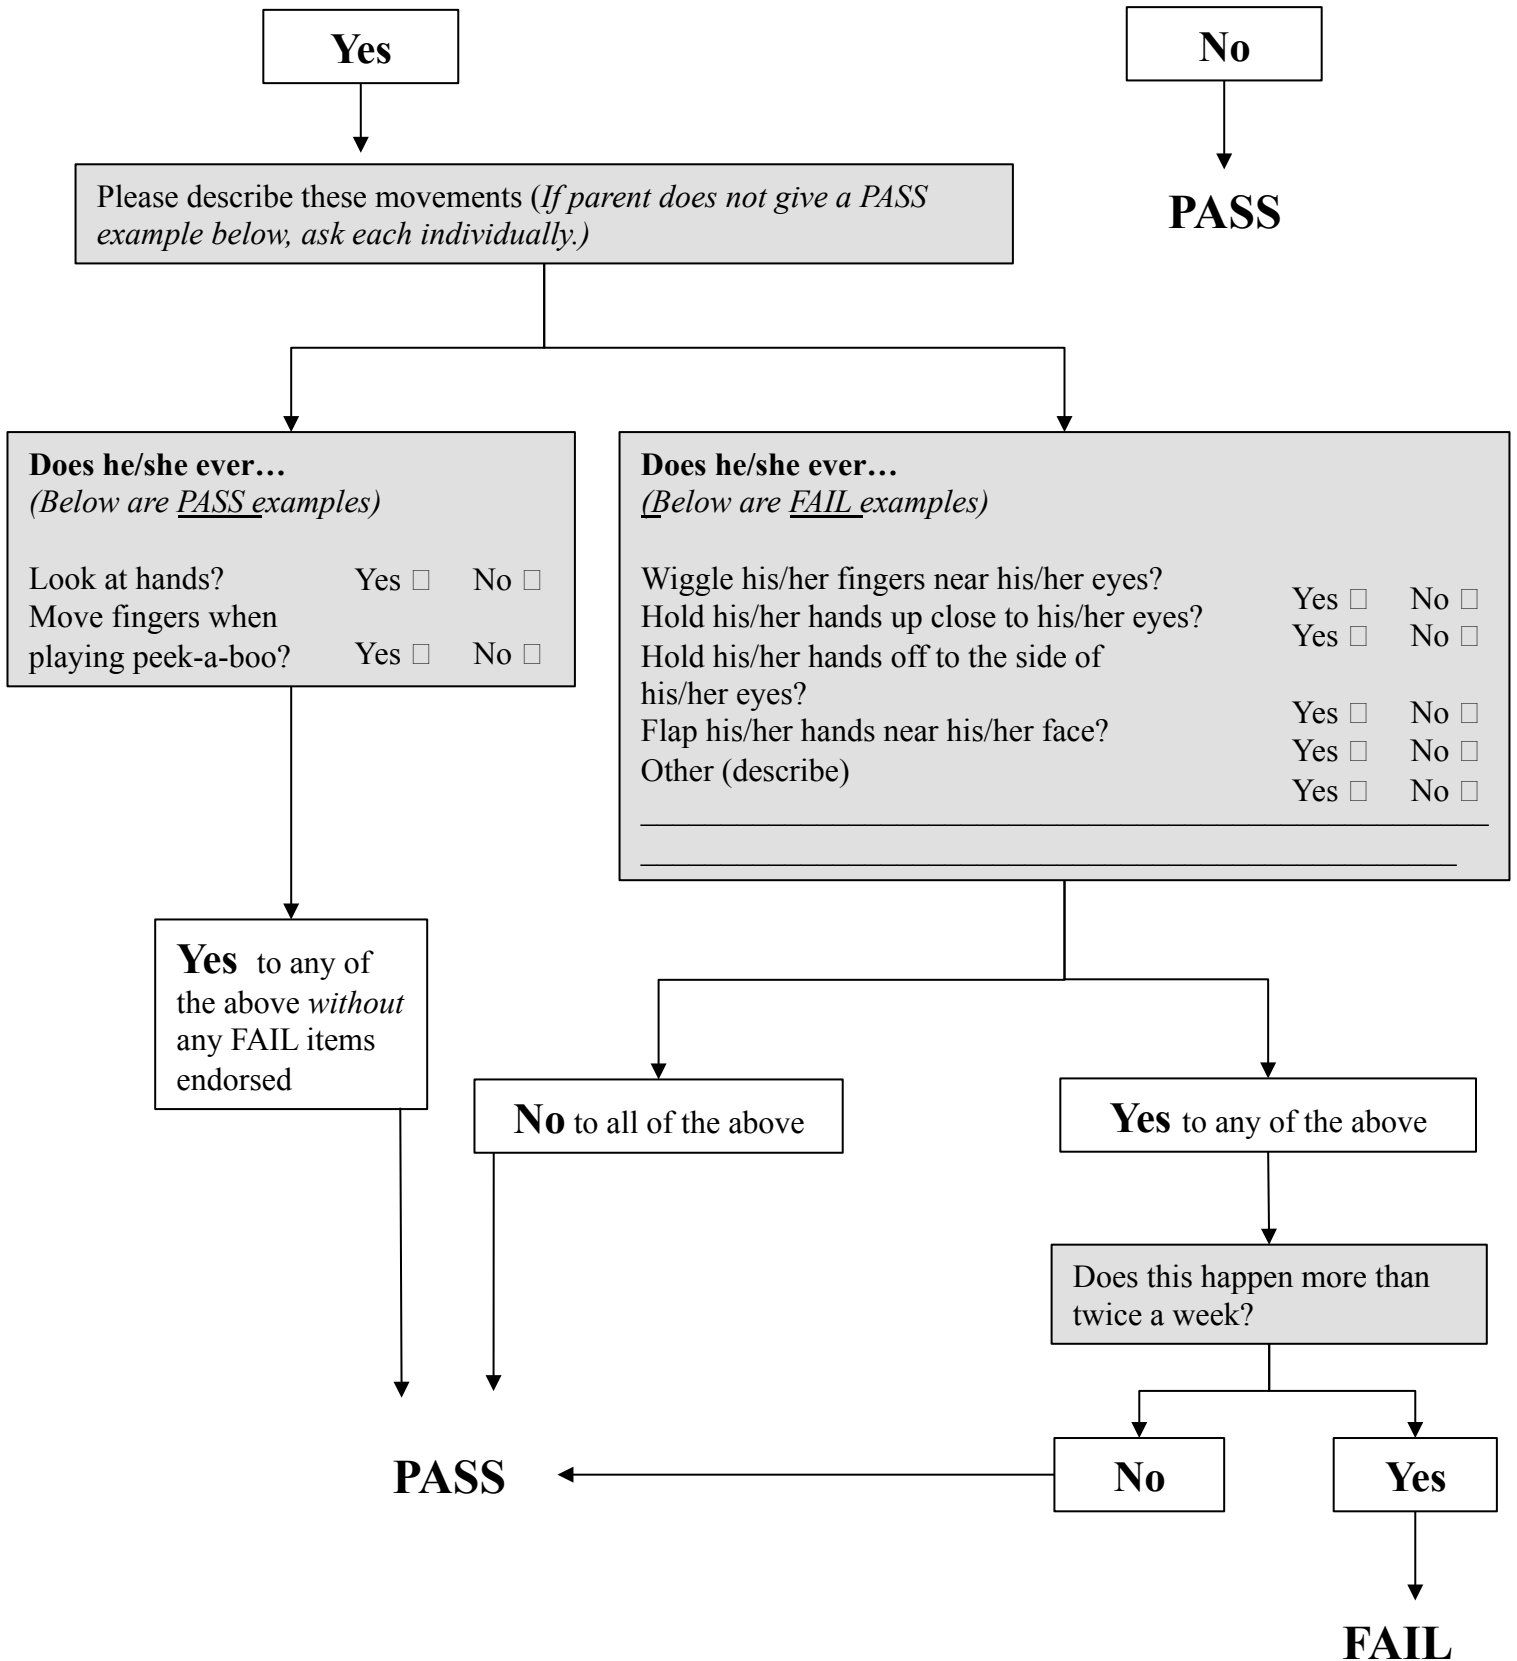 Yes
No
Please describe these movements (If parent does not give a PASS
example below, ask each individually.)
PASS
Does he/she ever…
(Below are PASS examples)
Look at hands? Yes □ No □
Move fingers when
playing peek-a-boo? Yes □ No □
Does he/she ever…
(Below are FAIL examples)
Wiggle his/her fingers near his/her eyes? Yes □ No □
Hold his/her hands up close to his/her eyes? Yes □ No □
Hold his/her hands off to the side of
his/her eyes? Yes □ No □
Flap his/her hands near his/her face? Yes □ No □
Other (describe) Yes □ No □
Yes to any of
the above without
any FAIL items
endorsed
No to all of the above
Yes to any of the above
Does this happen more than
twice a week?
PASS
No
Yes
FAIL